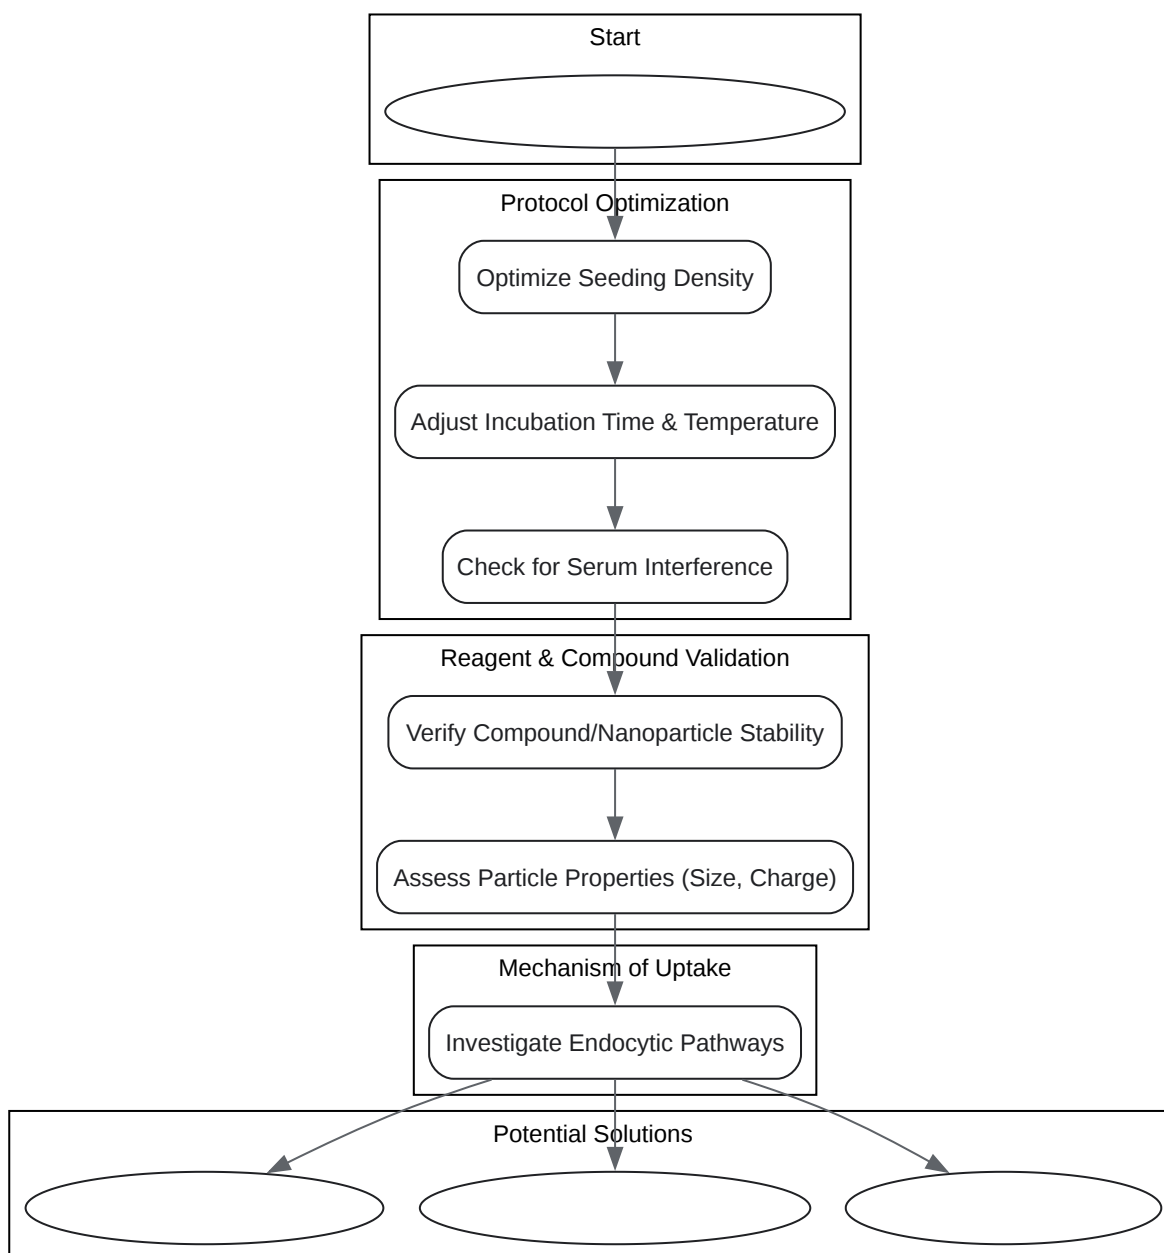 Start
Protocol Optimization
Optimize Seeding Density
Adjust Incubation Time & Temperature
Check for Serum Interference
Reagent & Compound Validation
Verify Compound/Nanoparticle Stability
Assess Particle Properties (Size, Charge)
Mechanism of Uptake
Investigate Endocytic Pathways
Potential Solutions